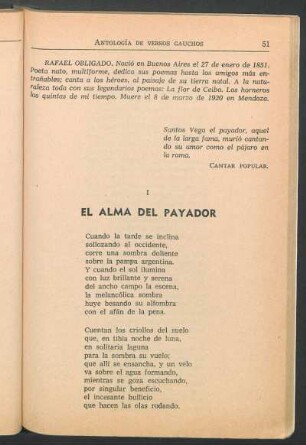 ANTOLOGÍA DE VERSOS GAUCHOS 51
RAFAEL OBLIGADO. Nació en Buenos Aires el 27 de enero de 1851.
Poeta nato, multiforme, dedica sus poemas hasta los amigos más en-
trañables; canta a los héroes, al paisaje de su tierra natal. A la natu-
raleza toda con sus legendarios poemas: La flor de Ceibo. Los horneros
las quintas de mi tiempo. Muere el 8 de marzo de 1920 en Mendoza.
Santos Vega el payador, aquel
de la larga fama, murió cantan-
do su amor como el pájaro en
la rama.
CANTAR POPULAR.
I
EL ALMA DEL PAYADOR
Cuando la tarde se inclina
sollozando al occidente,
corre una sombra doliente
sobre la pampa argentina.
Y cuando el sol ilumina
con luz brillante y serena
del ancho campo la escena,
la melancólica sombra
huye besando su alfombra
con el afán de la pena.
Cuentan los criollos del suelo
que, en tibia noche de luna,
en solitaria laguna
para la sombra su vuelo;
que allí se ensancha, y un velo
va sobre el agua formando,
mientras se goza escuchando,
por singular beneficio,
el incesante bullicio
que hacen las olas rodando.